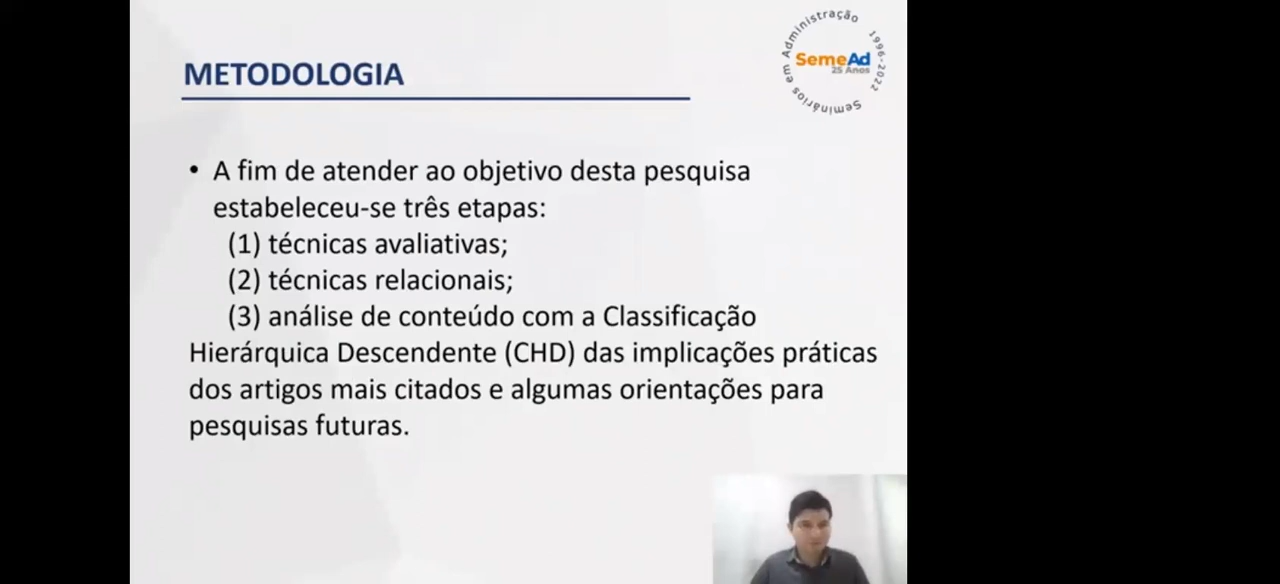 METODOLOGIA
Seminários em Administração 1996-2022
SemeAd
25 Anos
• A fim de atender ao objetivo desta pesquisa
estabeleceu-se três etapas:
(1) técnicas avaliativas;
(2) técnicas relacionais;
(3) análise de conteúdo com a Classificação
Hierárquica Descendente (CHD) das implicações práticas
dos artigos mais citados e algumas orientações para
pesquisas futuras.